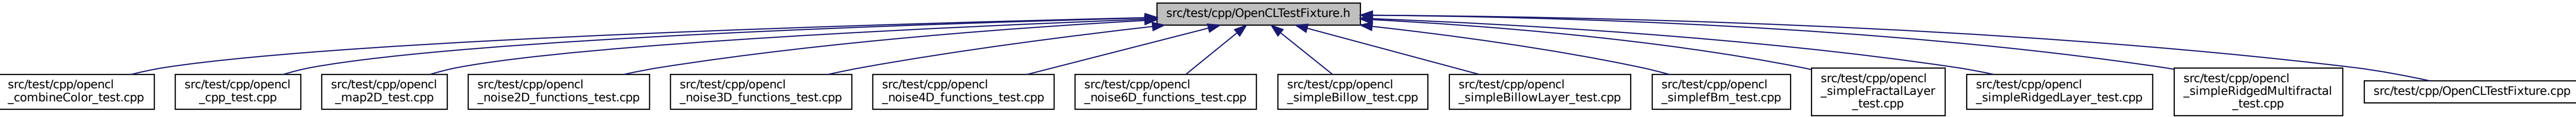 src/test/cpp/OpenCLTestFixture.h
src/test/cpp/opencl
_combineColor_test.cpp
src/test/cpp/opencl
_cpp_test.cpp
src/test/cpp/opencl
_map2D_test.cpp
src/test/cpp/opencl
_noise2D_functions_test.cpp
src/test/cpp/opencl
_noise3D_functions_test.cpp
src/test/cpp/opencl
_noise4D_functions_test.cpp
src/test/cpp/opencl
_noise6D_functions_test.cpp
src/test/cpp/opencl
_simpleBillow_test.cpp
src/test/cpp/opencl
_simpleBillowLayer_test.cpp
src/test/cpp/opencl
_simplefBm_test.cpp
src/test/cpp/opencl
_simpleFractalLayer
_test.cpp
src/test/cpp/opencl
_simpleRidgedLayer_test.cpp
src/test/cpp/opencl
_simpleRidgedMultifractal
_test.cpp
src/test/cpp/OpenCLTestFixture.cpp